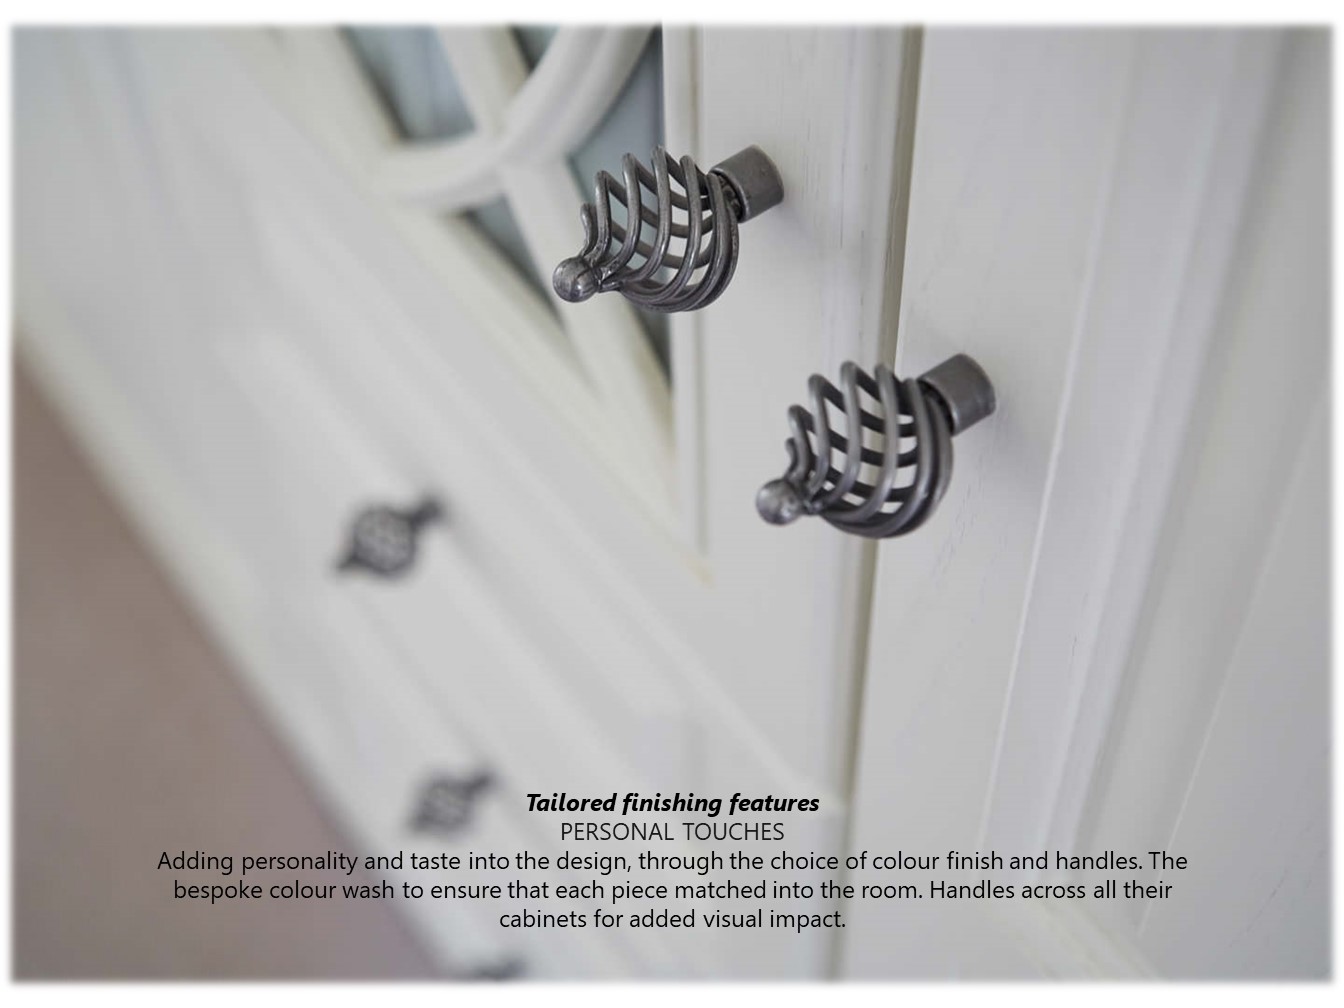 Tailored finishing features
PERSONAL TOUCHES
Adding personality and taste into the design, through the choice of colour finish and handles. The
bespoke colour wash to ensure that each piece matched into the room. Handles across all their
cabinets for added visual impact.